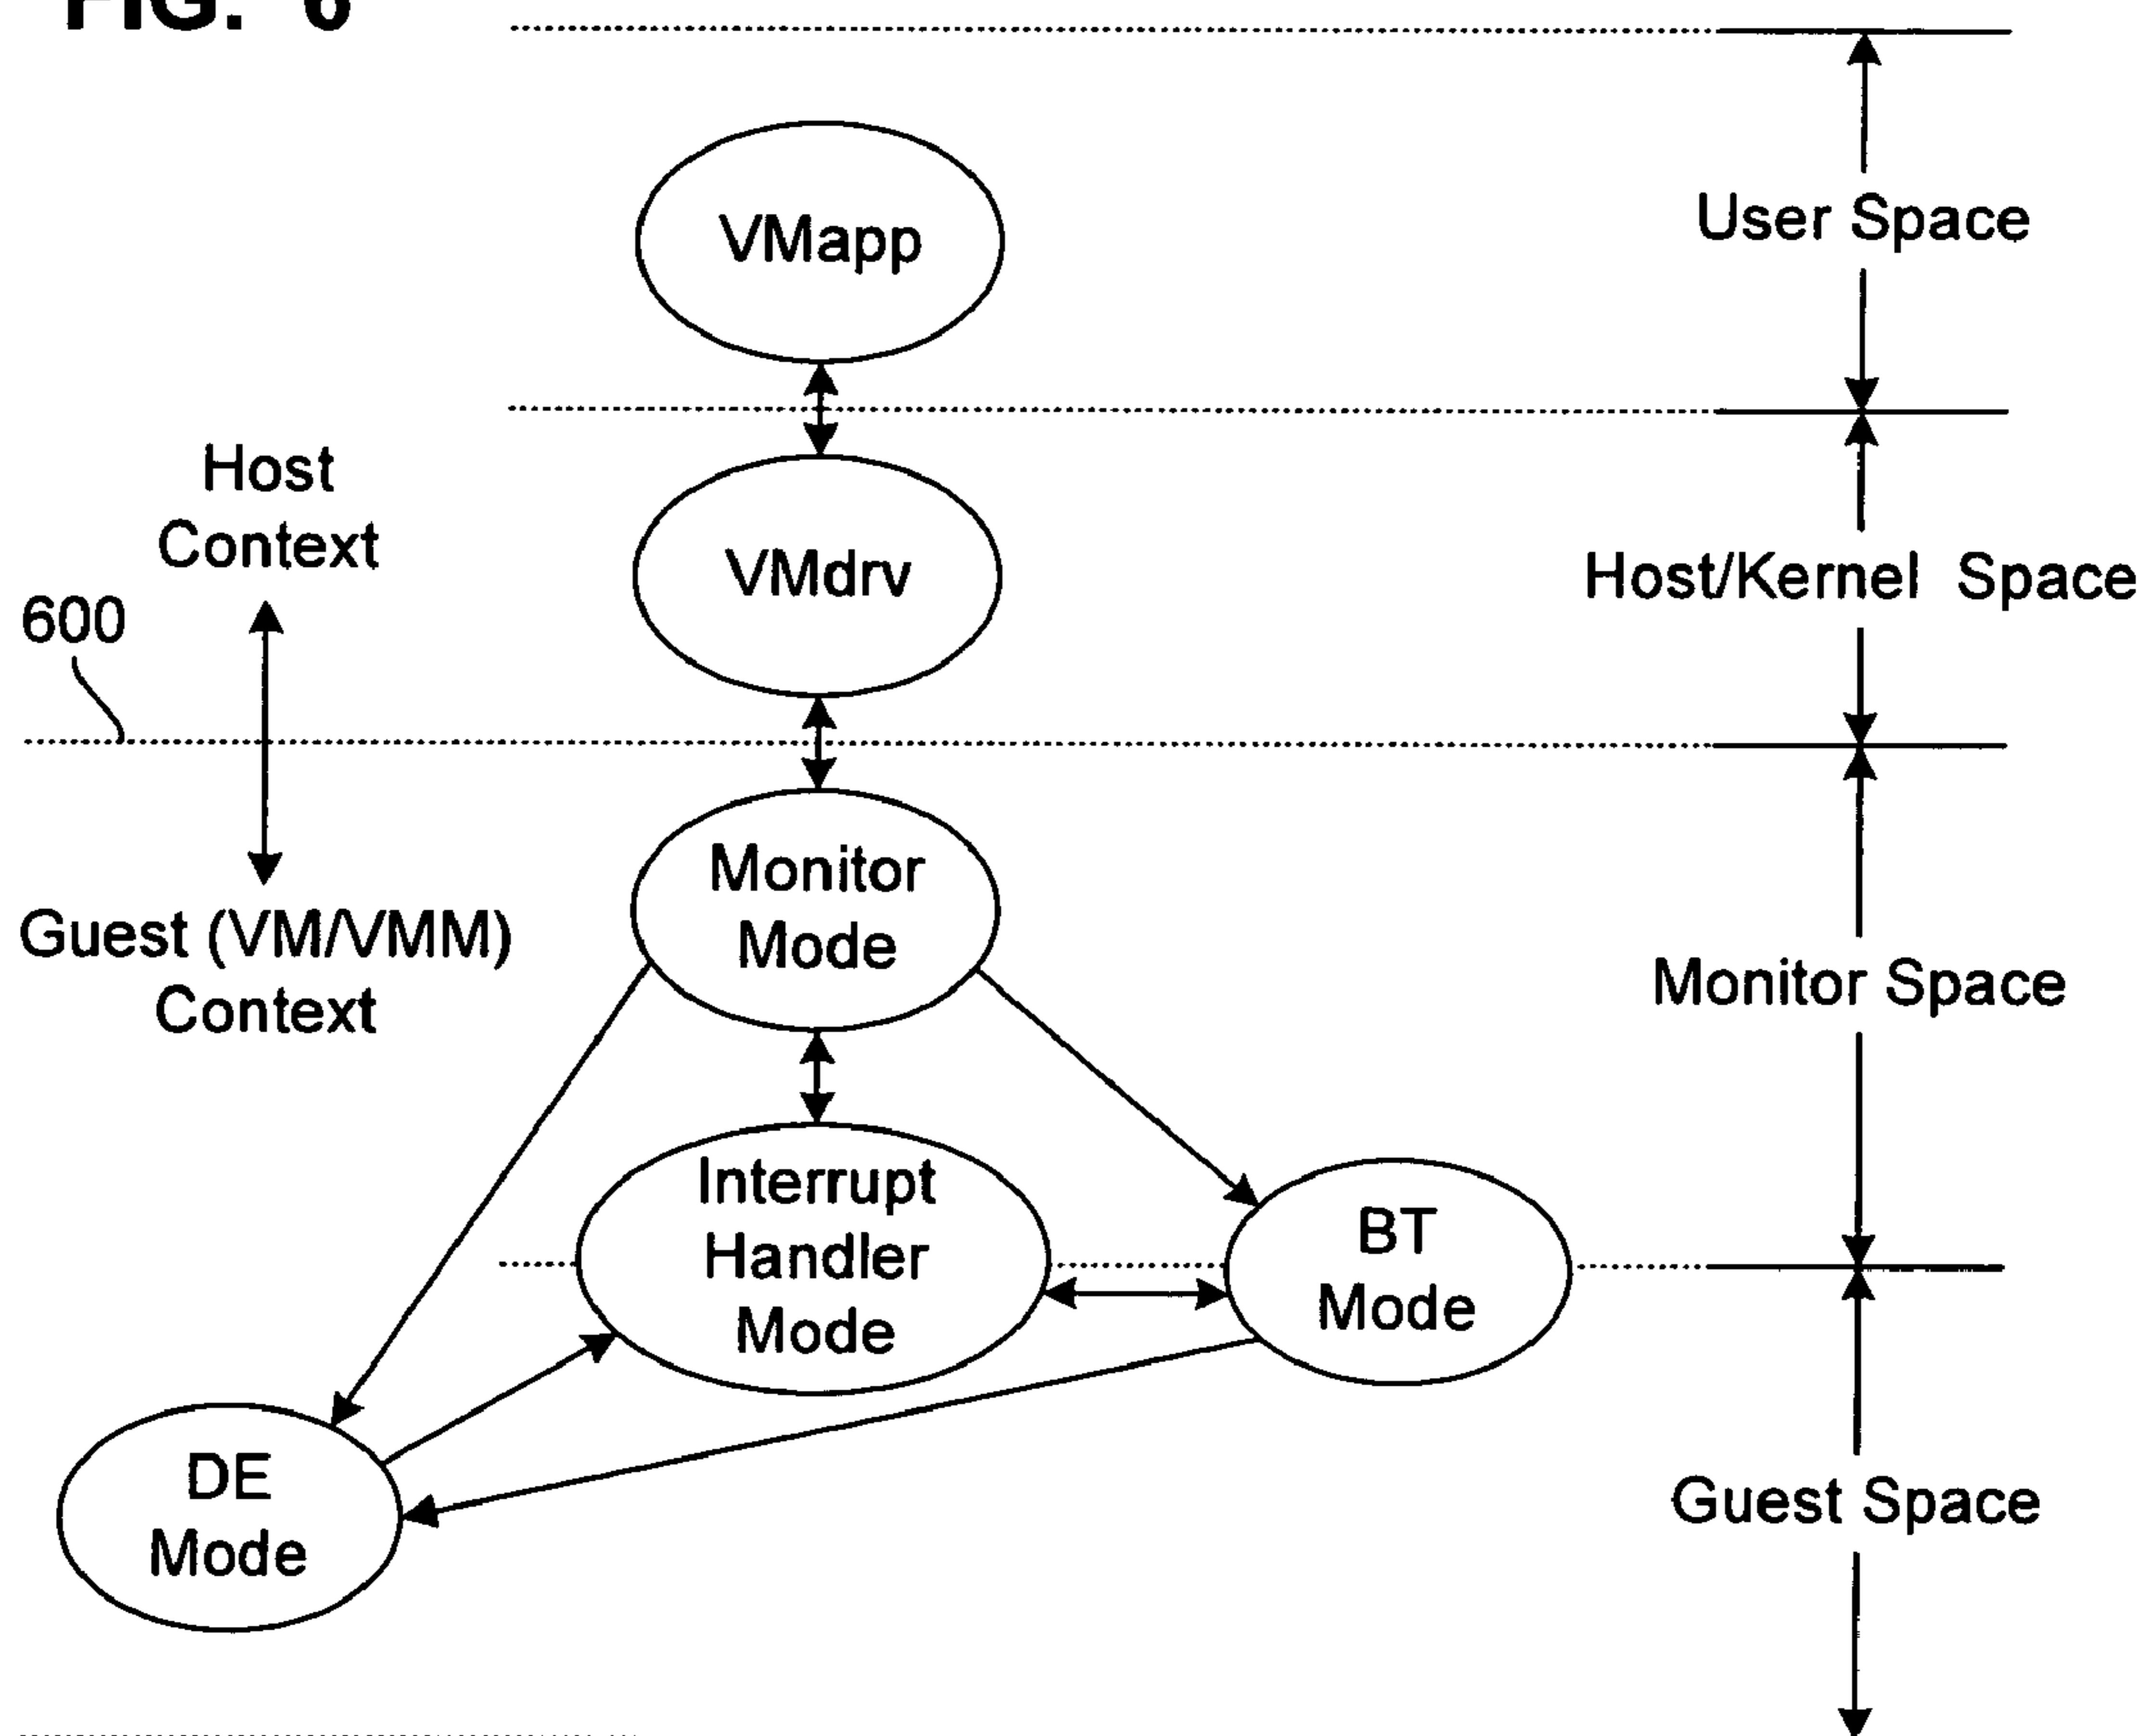 FIG. 6
VMapp
User Space
Host
Context
VMdrv
Host/Kernel Space
600
Monitor
Mode
Guest (VM/VMM)
Context
Monitor Space
Interrupt
Handler
Mode
BT
Mode
DE
Mode
Guest Space